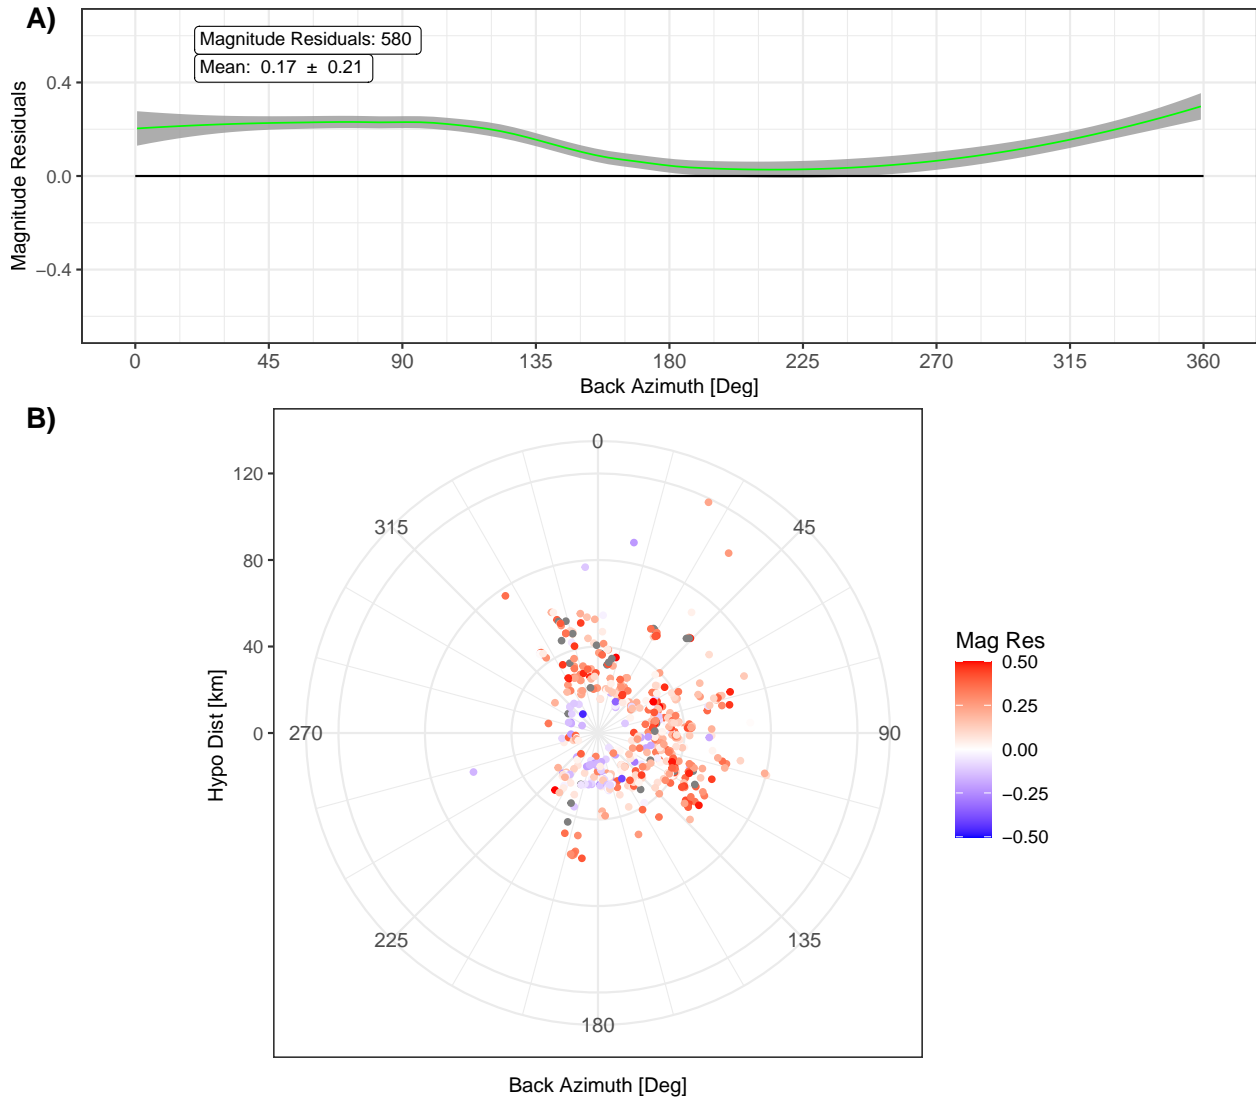 A)
Magnitude Residuals: 580
Mean:  0.17  ±  0.21
Magnitude Residuals
0.4
0.0
−0.4
0 45 90 135 180 225 270 315 360
Back Azimuth [Deg]
B)
Hypo Dist [km]
120
80
40
0
0
45
90
135
180
225
270
315
Back Azimuth [Deg]
Mag Res
0.50
0.25
0.00
−0.25
−0.50